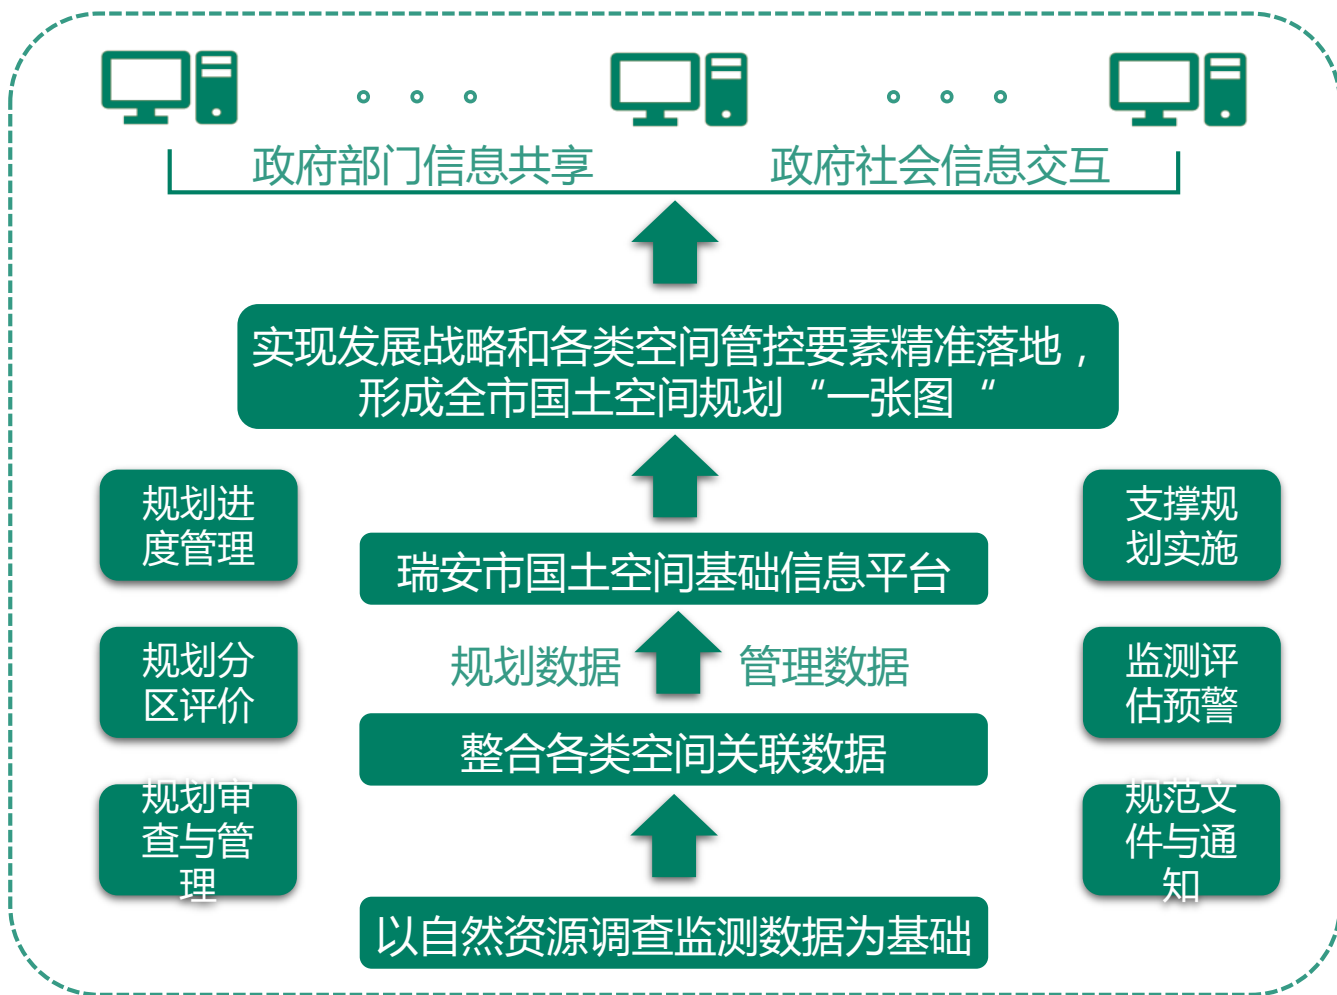 政府部门信息共享
政府社会信息交互
实现发展战略和各类空间管控要素精准落地，
形成全市国土空间规划“一张图“
规划进
度管理
支撑规
划实施
瑞安市国土空间基础信息平台
规划数据
管理数据
规划分
区评价
监测评
估预警
整合各类空间关联数据
规划审
查与管
理
规范文
件与通
知
以自然资源调查监测数据为基础